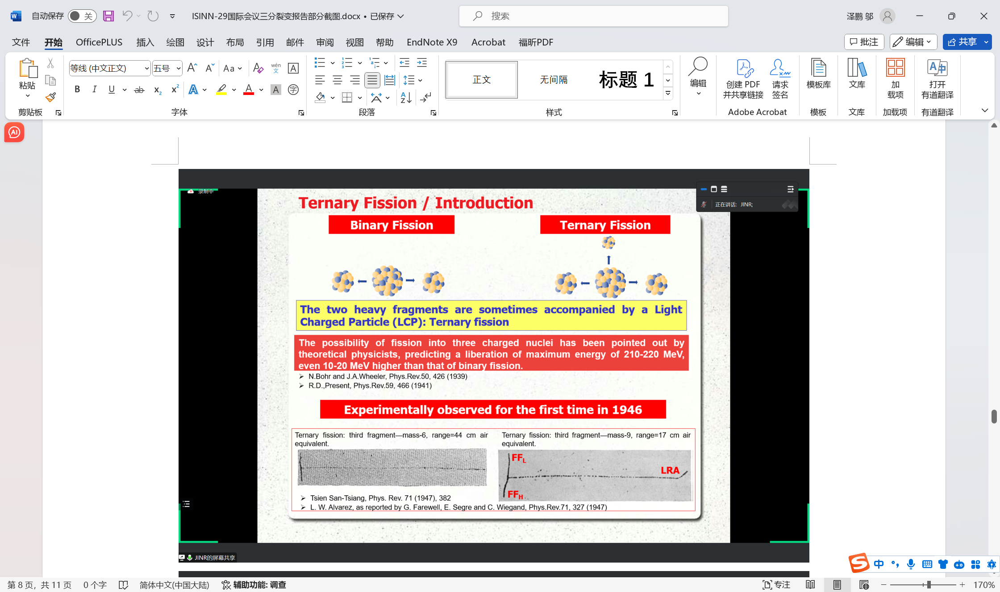 自动保存 关 ISINN-29国际会议三分裂变报告部分截图.docx • 已保存 搜索 泽鹏 邬
文件 开始 OfficePLUS 插入 绘图 设计 布局 引用 邮件 审阅 视图 帮助 EndNote X9 Acrobat 福昕PDF 批注 编辑 共享
粘贴
剪贴板
等线 (中文正文) 五号
字体
段落
正文 无间隔 标题 1
样式
编辑
创建 PDF
并共享链接
请求
签名
Adobe Acrobat
模板库
模板
文库
文库
加
载项
加载项
打开
有道翻译
有道翻译
AI
录制中
正在讲话: JINR;
Ternary Fission / Introduction
Binary Fission
Ternary Fission
The two heavy fragments are sometimes accompanied by a Light
Charged Particle (LCP): Ternary fission
The possibility of fission into three charged nuclei has been pointed out by
theoretical physicists, predicting a liberation of maximum energy of 210-220 MeV,
even 10-20 MeV higher than that of binary fission.
➢ N.Bohr and J.A.Wheeler, Phys.Rev.50, 426 (1939)
➢ R.D.,Present, Phys.Rev.59, 466 (1941)
Experimentally observed for the first time in 1946
Ternary fission: third fragment—mass-6, range=44 cm air
equivalent.
Ternary fission: third fragment—mass-9, range=17 cm air
equivalent.
FFL
LRA
FFH
➢ Tsien San-Tsiang, Phys. Rev. 71 (1947), 382
➢ L. W. Alvarez, as reported by G. Farewell, E. Segre and C. Wiegand, Phys.Rev.71, 327 (1947)
JINR的屏幕共享
中
第 8 页, 共 11 页 0 个字 简体中文(中国大陆) 辅助功能: 调查 专注 170%